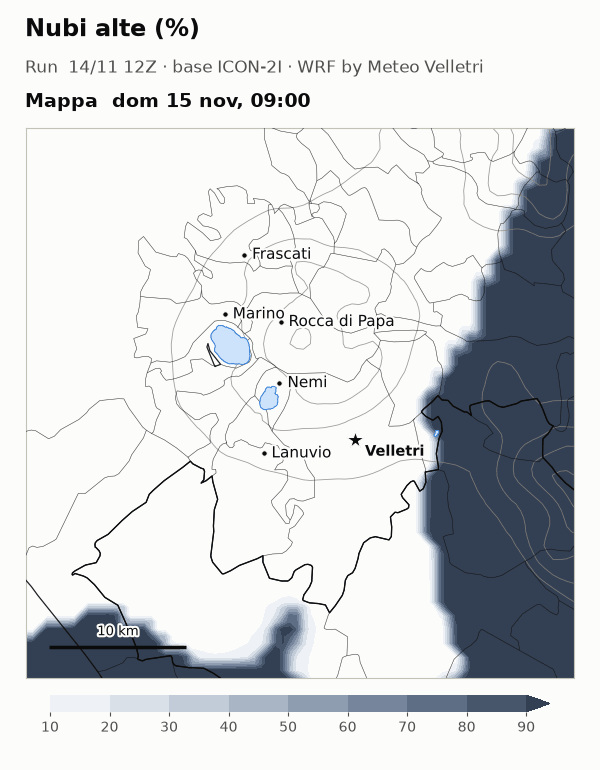 Nubi alte (%)
Run  14/11 12Z · base ICON-2I · WRF by Meteo Velletri
Mappa  dom 15 nov, 09:00
Frascati
Marino
Rocca di Papa
Nemi
Velletri
Lanuvio
10 km
10 20 30 40 50 60 70 80 90